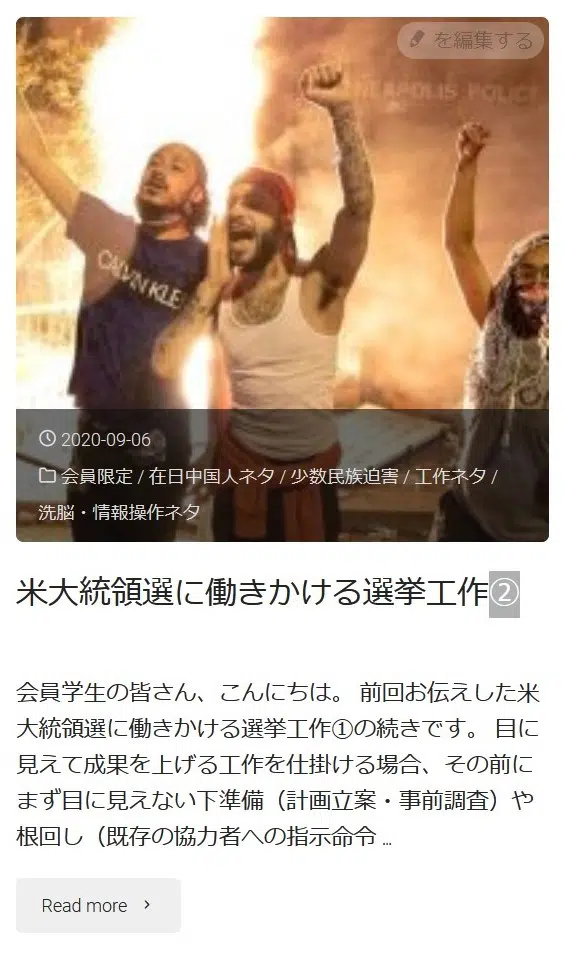 を編集する
NEAPOLIS POLICE
CALVIN KLE
2020-09-06
会員限定 / 在日中国人ネタ / 少数民族迫害 / 工作ネタ /
洗脳・情報操作ネタ
米大統領選に働きかける選挙工作②
会員学生の皆さん、こんにちは。 前回お伝えした米
大統領選に働きかける選挙工作①の続きです。 目に
見えて成果を上げる工作を仕掛ける場合、その前に
まず目に見えない下準備（計画立案・事前調査）や
根回し（既存の協力者への指示命令 ...
Read more